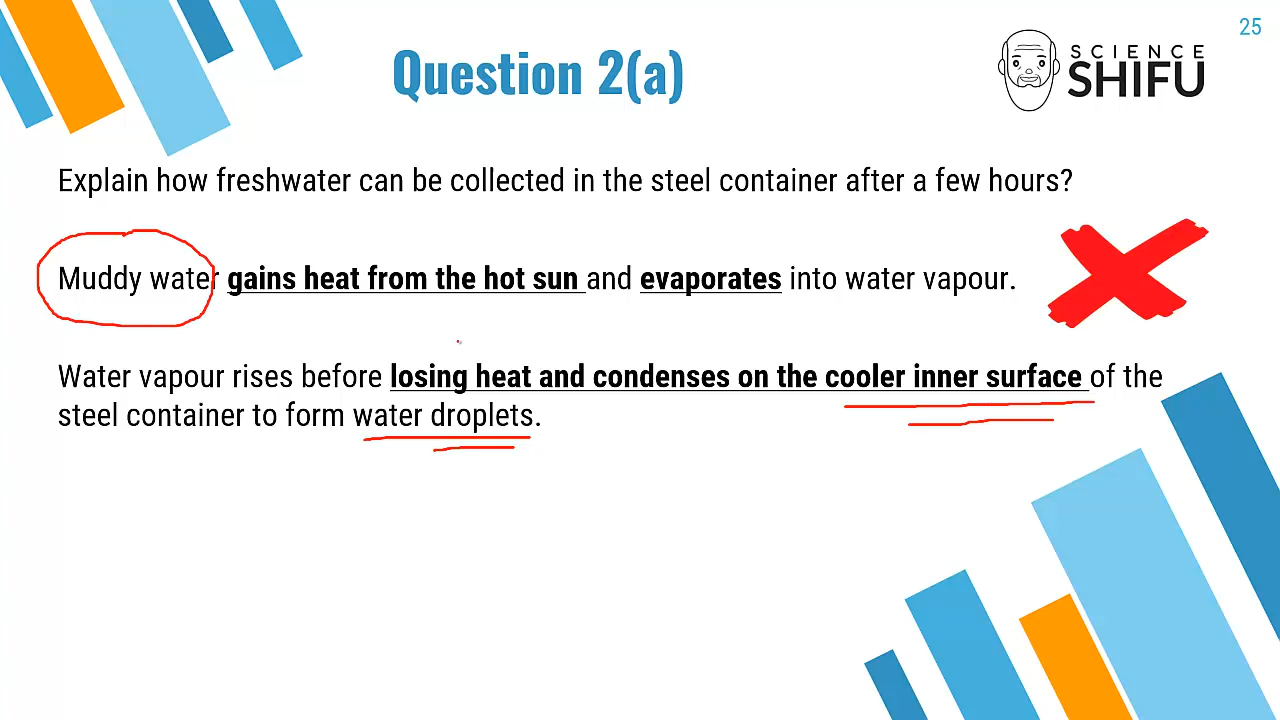 25
Question 2(a)
SCIENCE
SHIFU
Explain how freshwater can be collected in the steel container after a few hours?
Muddy water gains heat from the hot sun and evaporates into water vapour.
Water vapour rises before losing heat and condenses on the cooler inner surface of the
steel container to form water droplets.